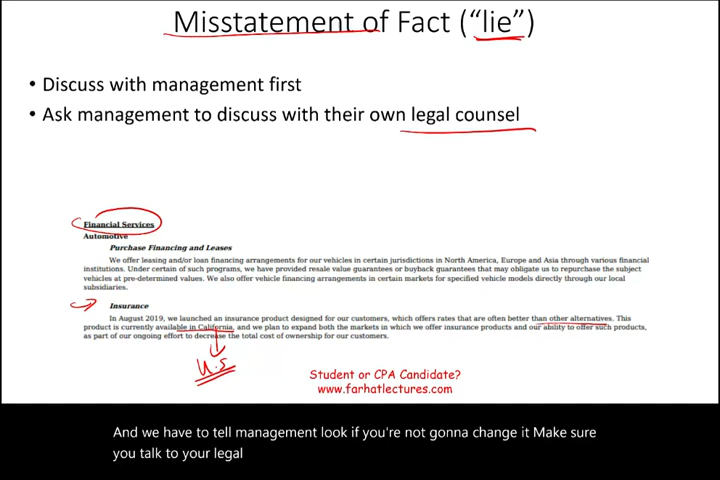 Misstatement of Fact (“lie”)
• Discuss with management first
• Ask management to discuss with their own legal counsel
Financial Services
Automotive
Purchase Financing and Leases
We offer leasing and/or loan financing arrangements for our vehicles in certain jurisdictions in North America, Europe and Asia through various financial
institutions. Under certain of such programs, we have provided resale value guarantees or buyback guarantees that may obligate us to repurchase the subject
vehicles at pre-determined values. We also offer vehicle financing arrangements in certain markets for specified vehicle models directly through our local
subsidiaries.
Insurance
In August 2019, we launched an insurance product designed for our customers, which offers rates that are often better than other alternatives. This
product is currently available in California, and we plan to expand both the markets in which we offer insurance products and our ability to offer such products,
as part of our ongoing effort to decrease the total cost of ownership for our customers.
U.S
Student or CPA Candidate?
www.farhatlectures.com
And we have to tell management look if you're not gonna change it Make sure
you talk to your legal